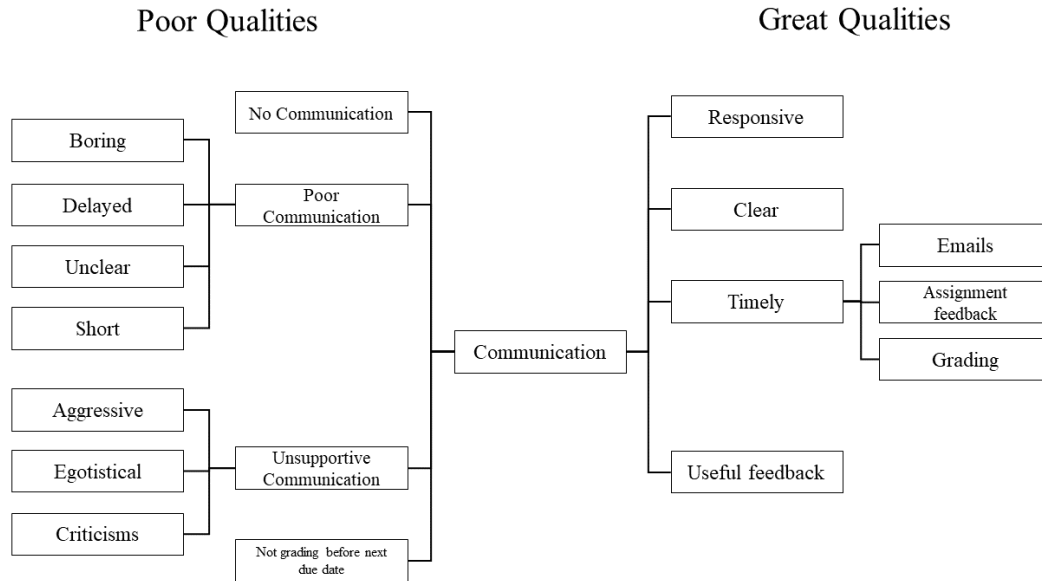 Poor Qualities
Great Qualities
No Communication
Boring
Delayed
Unclear
Short
Poor
Communication
Aggressive
Egotistical
Criticisms
Unsupportive
Communication
Not grading before next
due date
Communication
Responsive
Clear
Timely
Emails
Assignment
feedback
Grading
Useful feedback